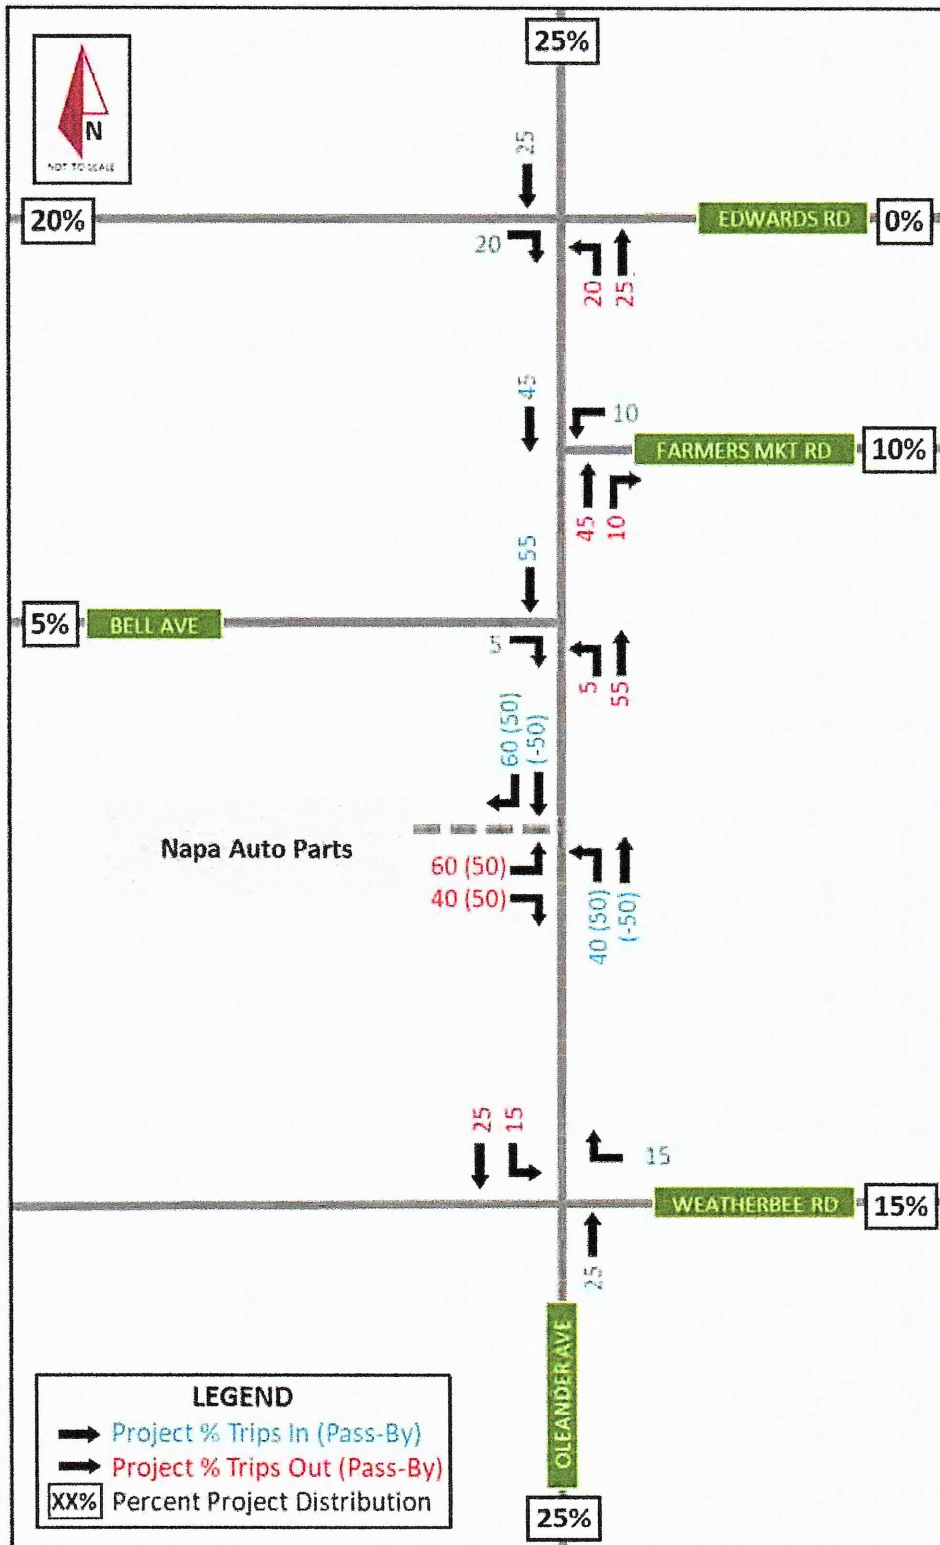 25%
N
NOT TO SCALE
25
20%
EDWARDS RD
0%
20
20
25
45
10
FARMERS MKT RD
10%
45
10
55
5%
BELL AVE
5
5
55
60 (50)
(-50)
Napa Auto Parts
60 (50)
40 (50)
40 (50)
(-50)
25
15
15
WEATHERBEE RD
15%
25
OLEANDER AVE
LEGEND
Project % Trips In (Pass-By)
Project % Trips Out (Pass-By)
XX% Percent Project Distribution
25%